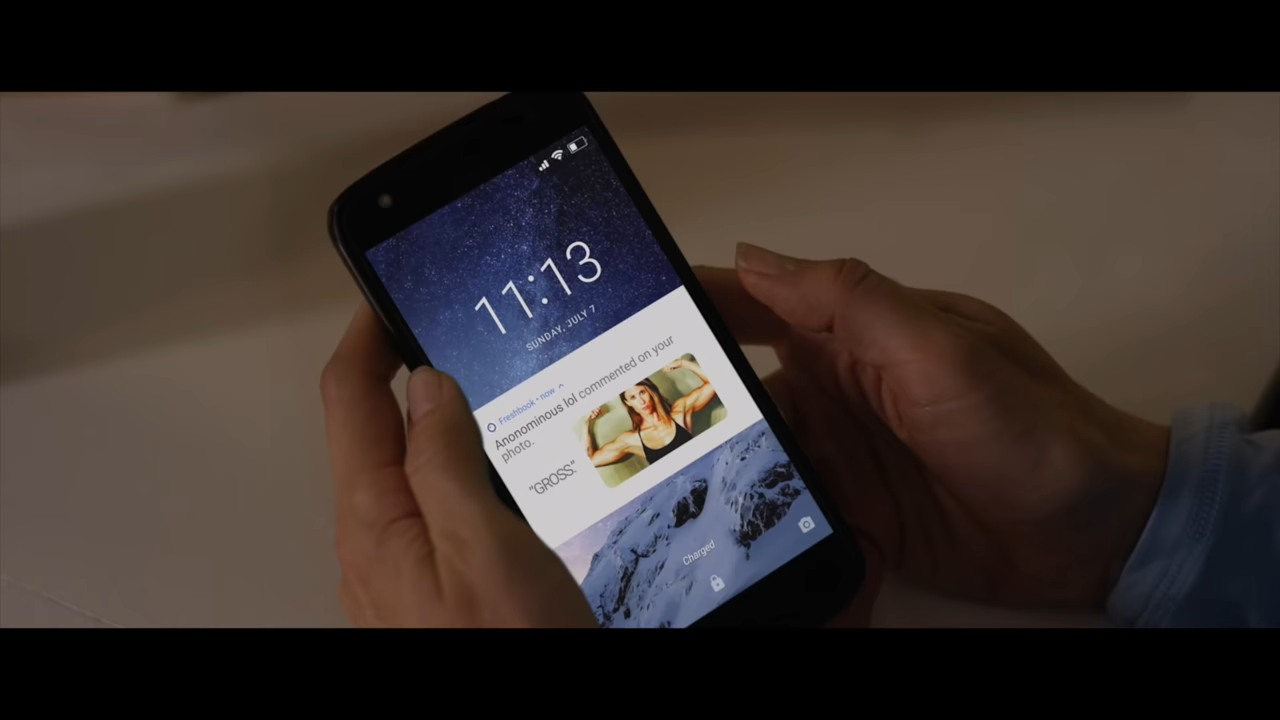 11:13
SUNDAY, JULY 7
Freshbook • now ^
Anonominous lol commented on your
photo.
"GROSS."
Charged